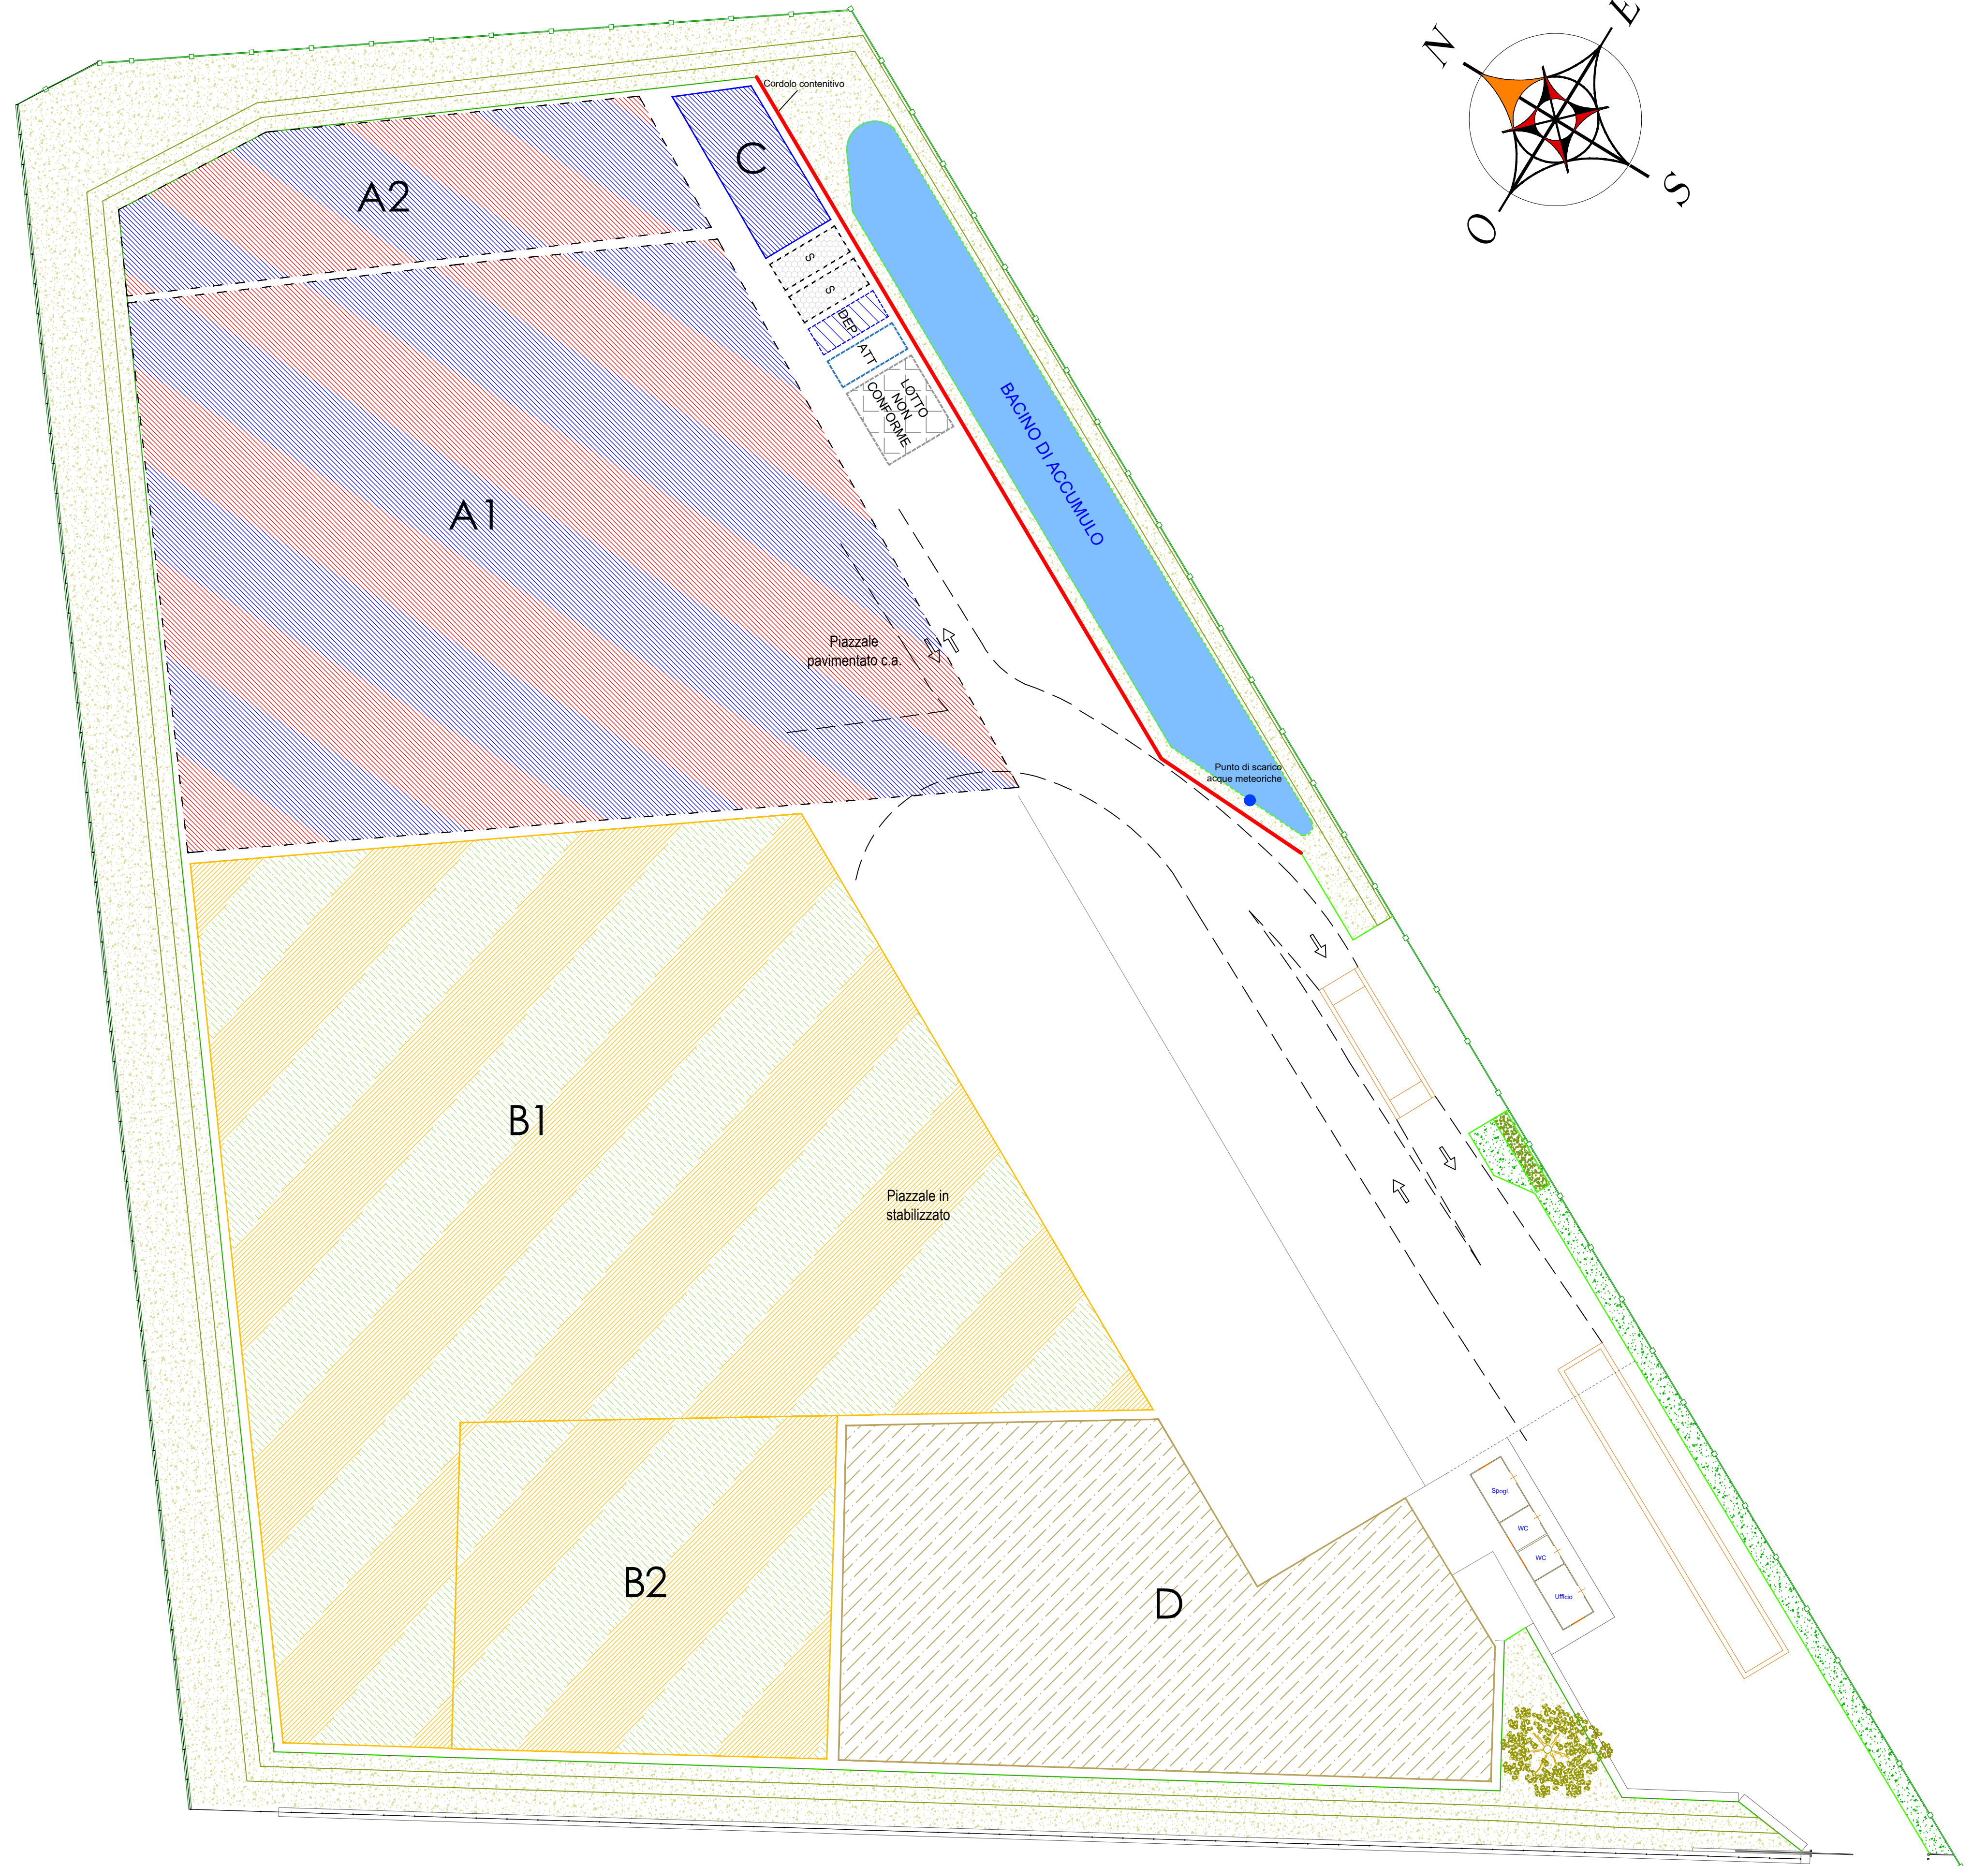 N
E
S
O
Cordolo contenitivo
C
A2
S
S
DEP
ATT
LOTTO
NON
CONFORME
BACINO DI ACCUMULO
A1
Piazzale
pavimentato c.a.
Punto di scarico
acque meteoriche
B1
Piazzale in
stabilizzato
Spogl.
WC
WC
Ufficio
B2
D